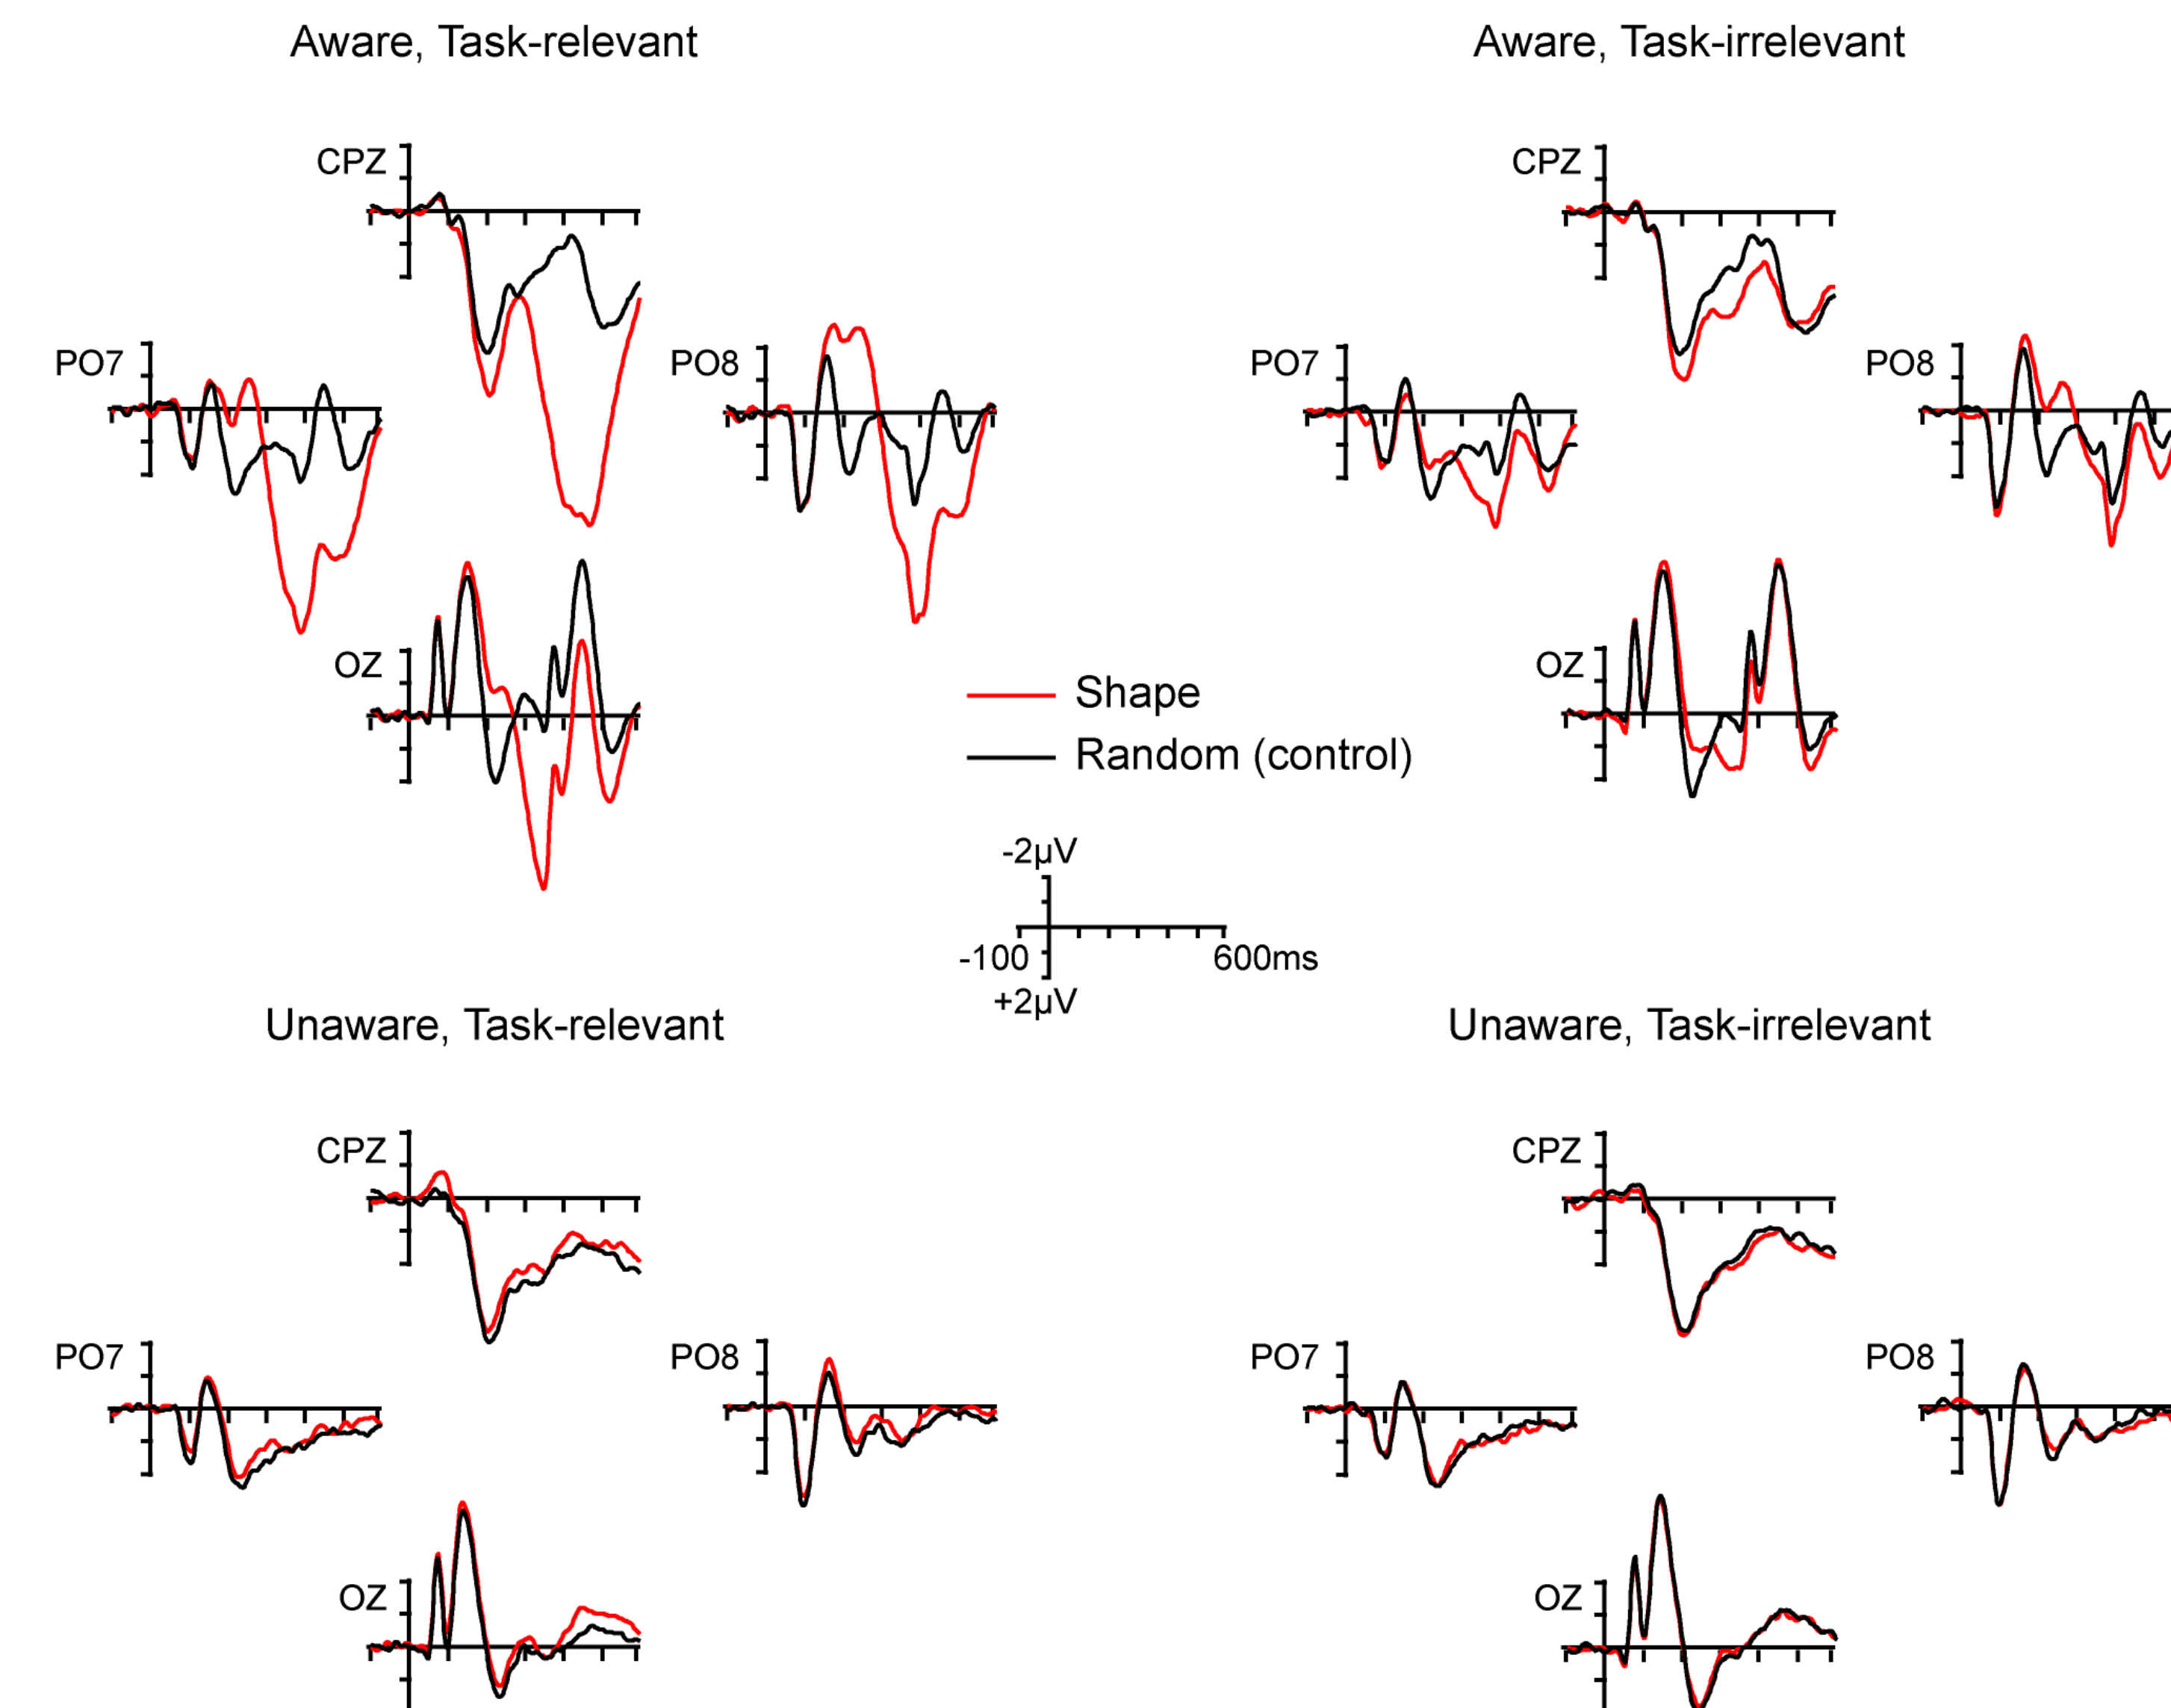 Aware, Task-relevant
Aware, Task-irrelevant
CPZ
CPZ
PO7
PO8
PO7
PO8
OZ
OZ
Shape
Random (control)
-2µV
-100
600ms
+2µV
Unaware, Task-relevant
Unaware, Task-irrelevant
CPZ
CPZ
PO7
PO8
PO7
PO8
OZ
OZ